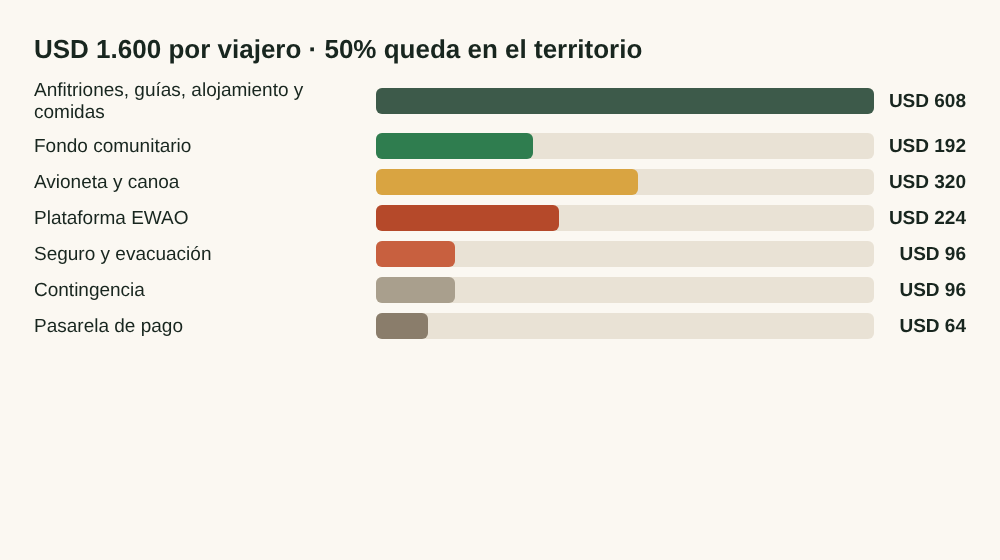 USD 1.600 por viajero · 50% queda en el territorio
Anfitriones, guías, alojamiento y
comidas
USD 608
Fondo comunitario
USD 192
Avioneta y canoa
USD 320
Plataforma EWAO
USD 224
Seguro y evacuación
USD 96
Contingencia
USD 96
Pasarela de pago
USD 64